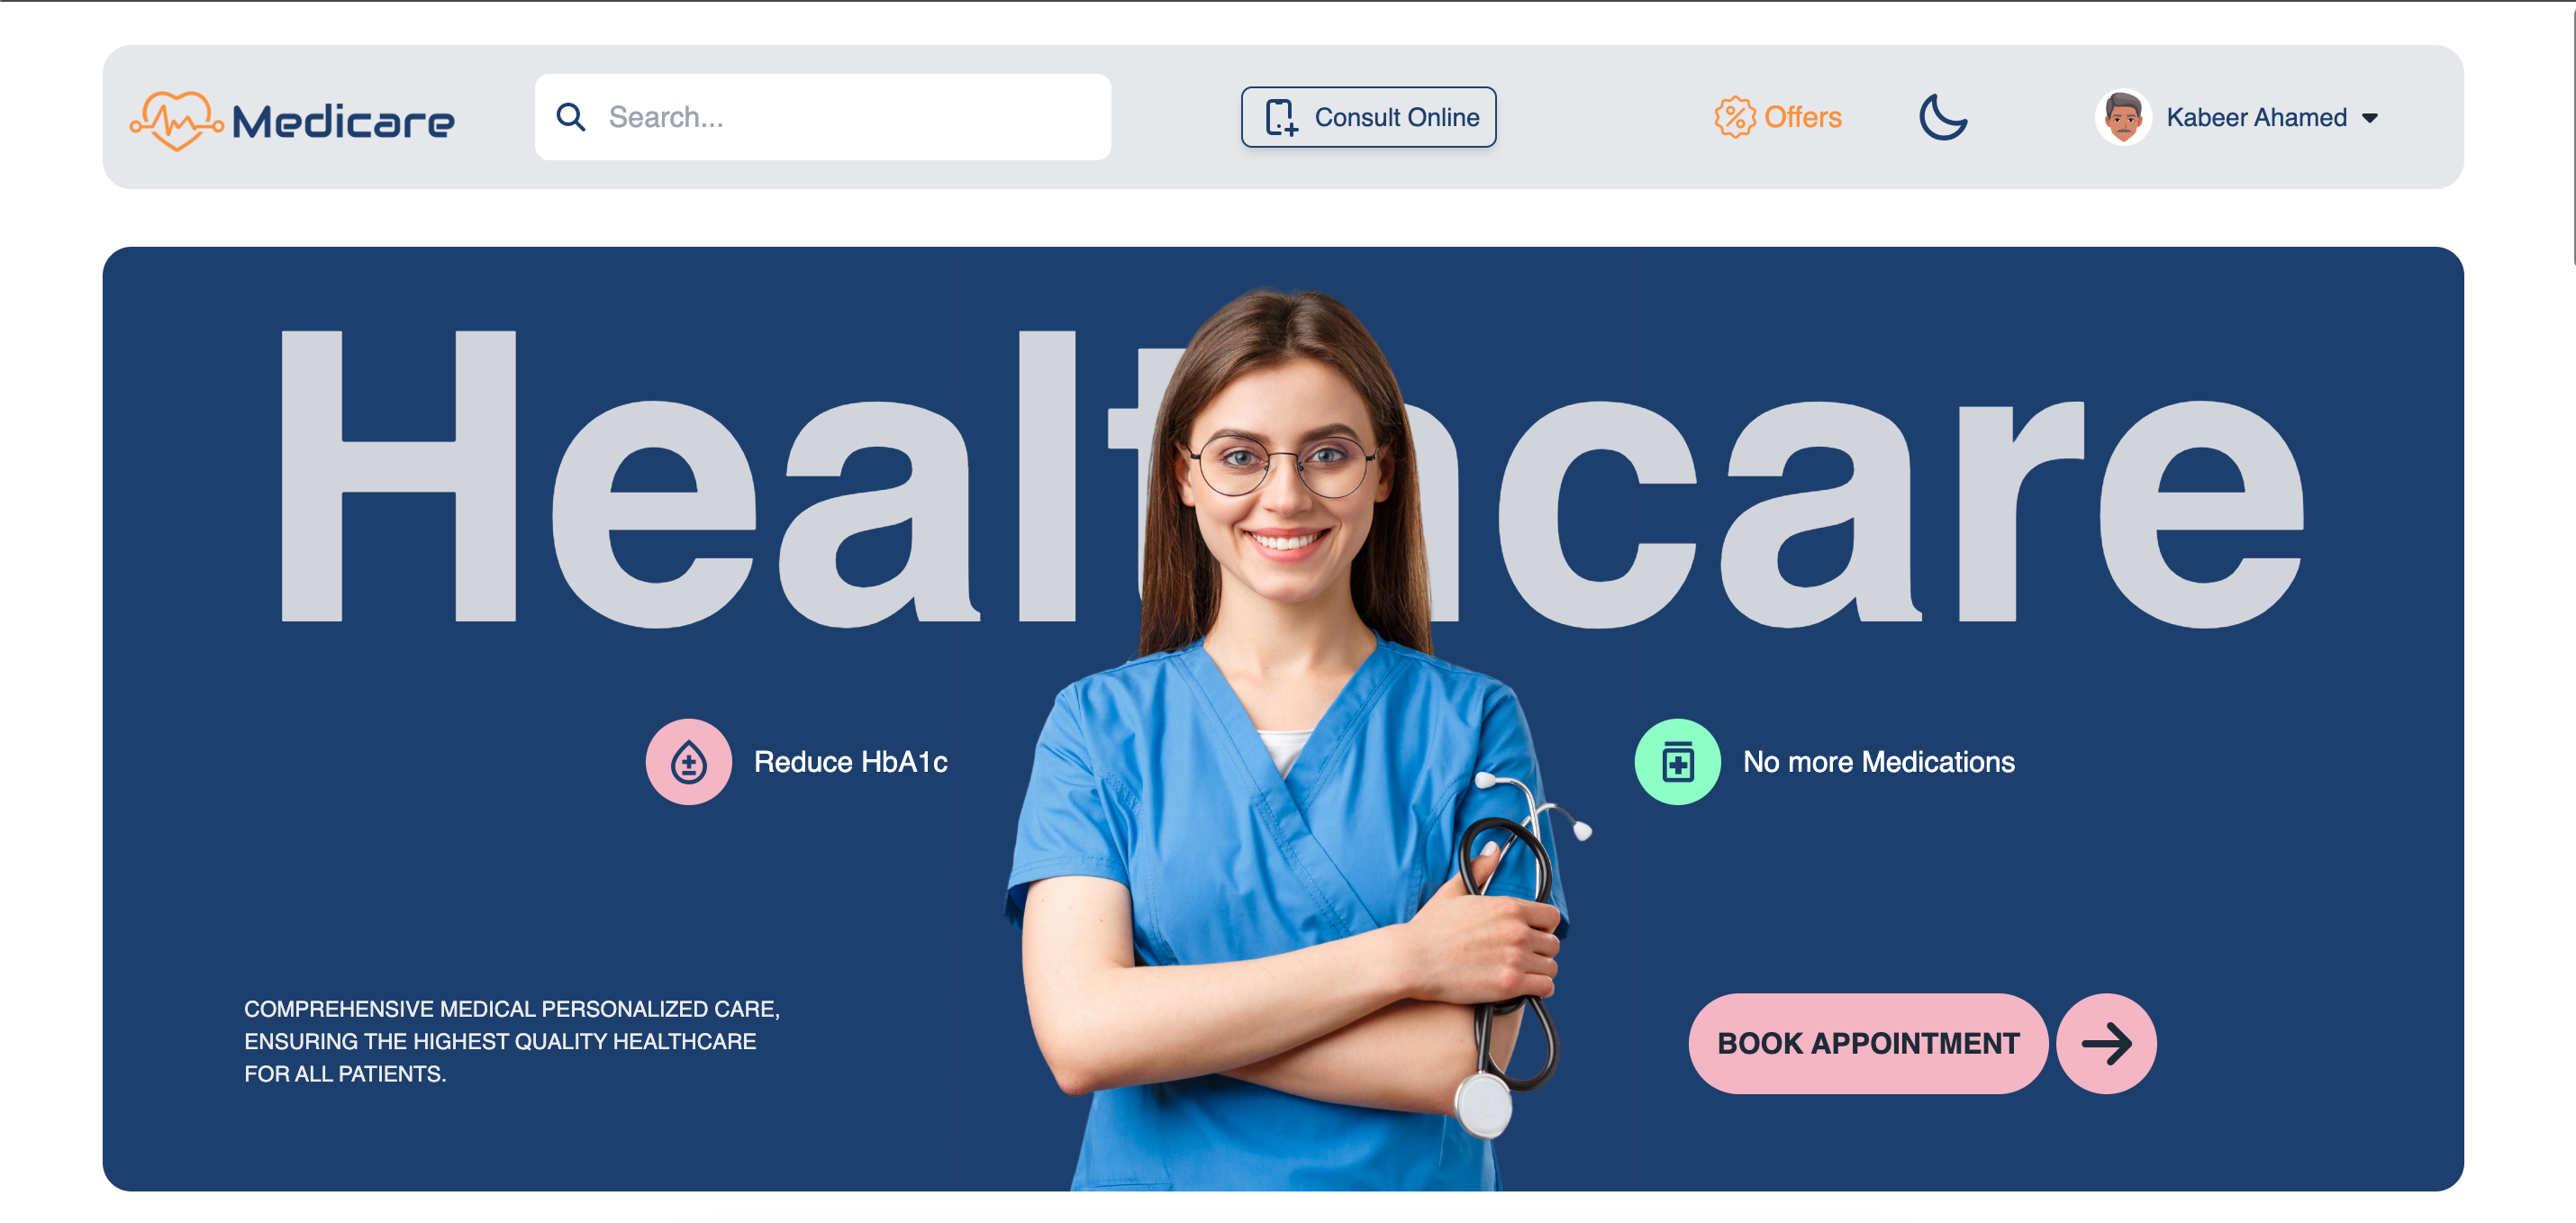 Medicare
Search...
Consult Online
Offers
Kabeer Ahamed
Healthcare
Reduce HbA1c
No more Medications
COMPREHENSIVE MEDICAL PERSONALIZED CARE,
ENSURING THE HIGHEST QUALITY HEALTHCARE
FOR ALL PATIENTS.
BOOK APPOINTMENT